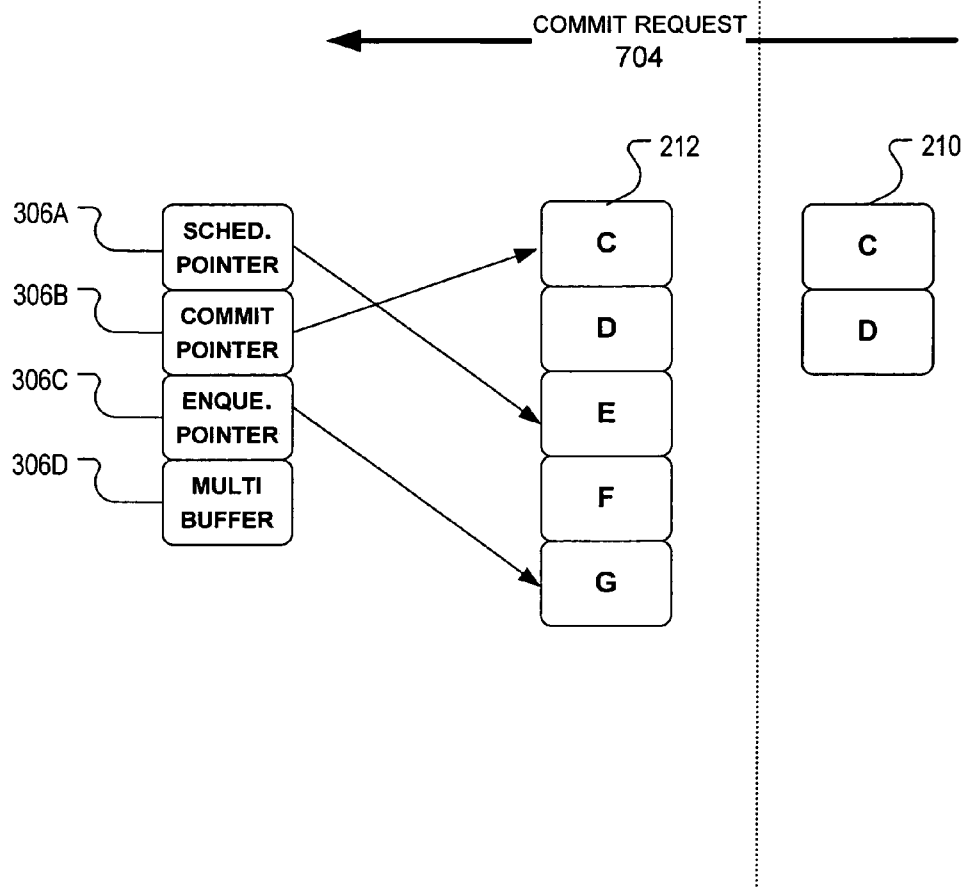 COMMIT REQUEST
704
212
210
306A
SCHED.
POINTER
C
C
306B
COMMIT
POINTER
D
D
306C
ENQUE.
POINTER
E
306D
MULTI
BUFFER
F
G